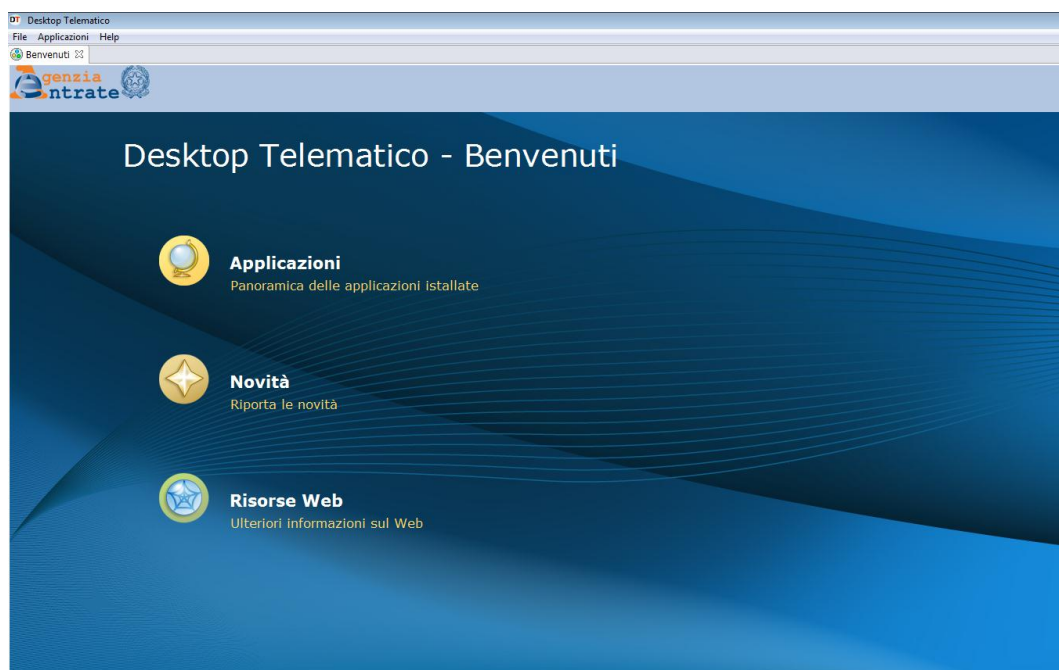 DT Desktop Telematico
File Applicazioni Help
Benvenuti
genzia
ntrate
Desktop Telematico - Benvenuti
Applicazioni
Panoramica delle applicazioni istallate
Novità
Riporta le novità
Risorse Web
Ulteriori informazioni sul Web